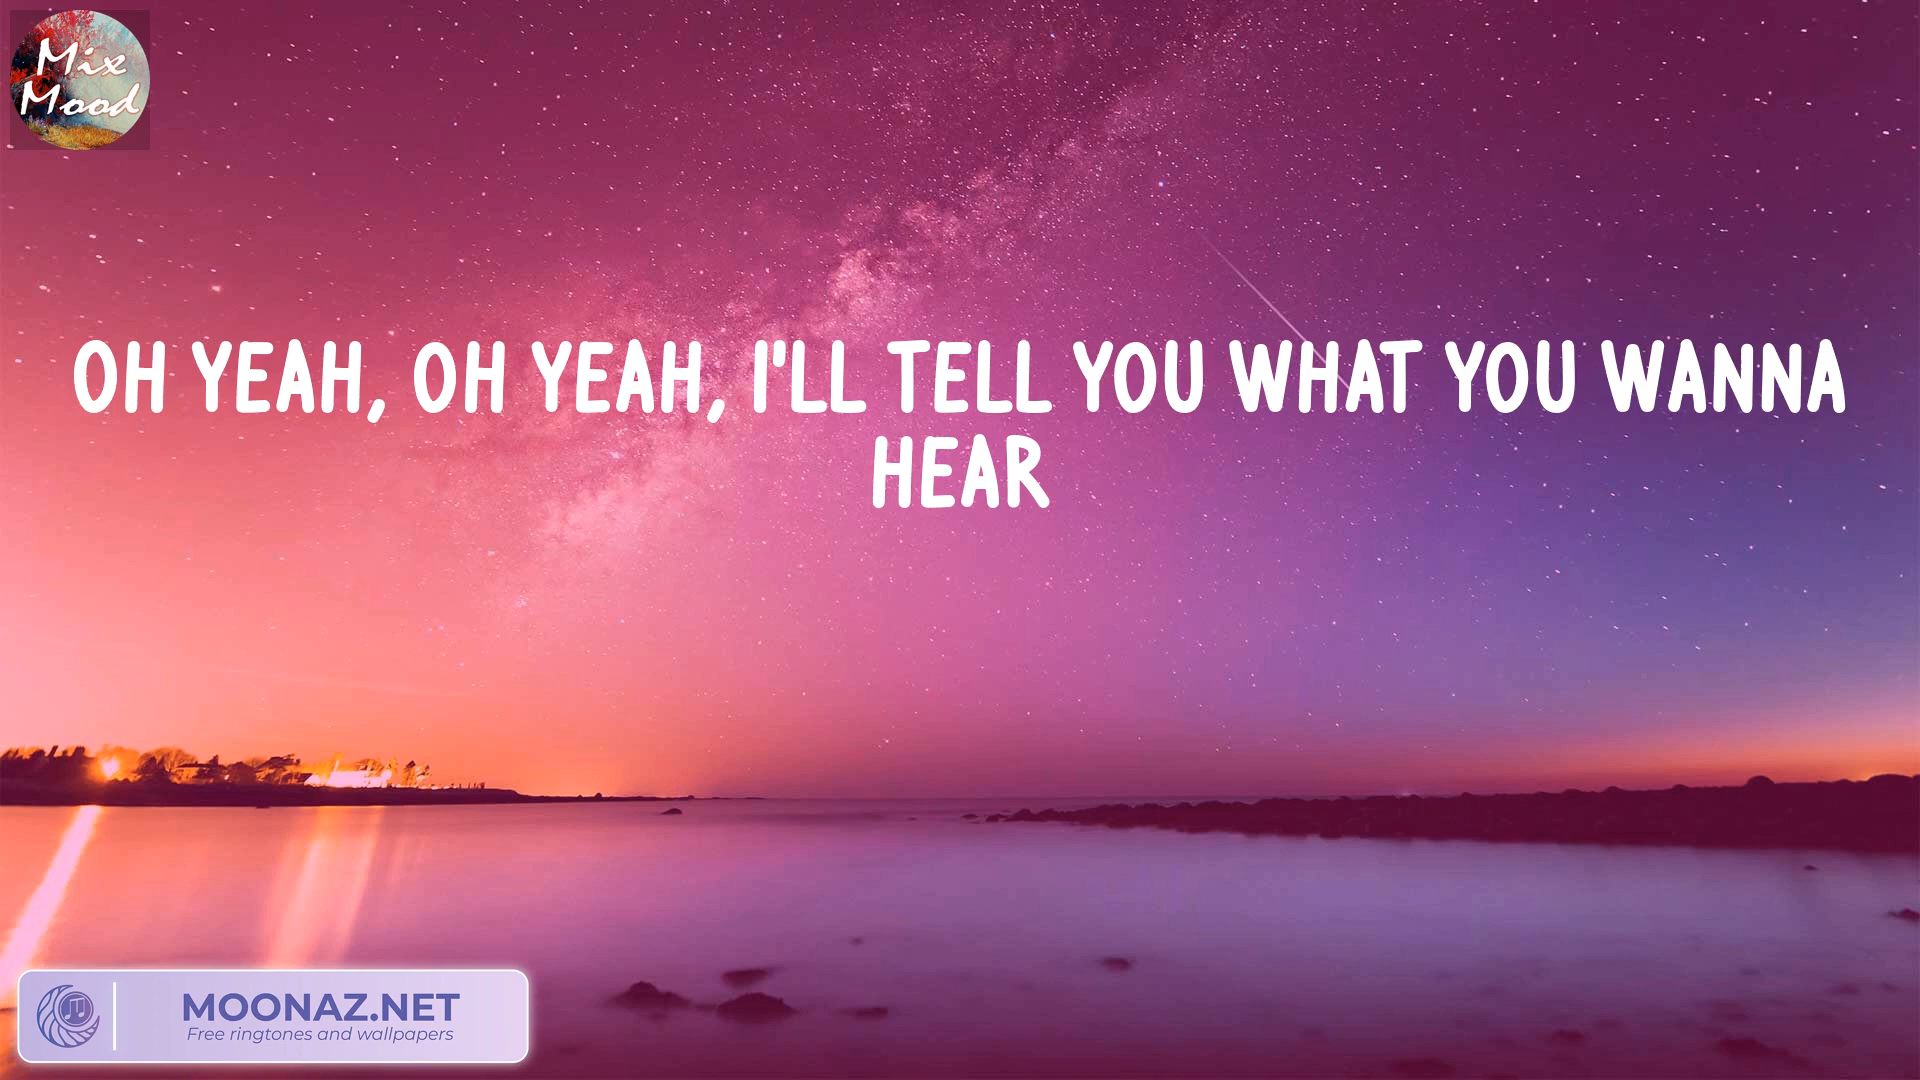 Mix
Mood
OH YEAH, OH YEAH, I'LL TELL YOU WHAT YOU WANNA
HEAR
MOONAZ.NET
Free ringtones and wallpapers